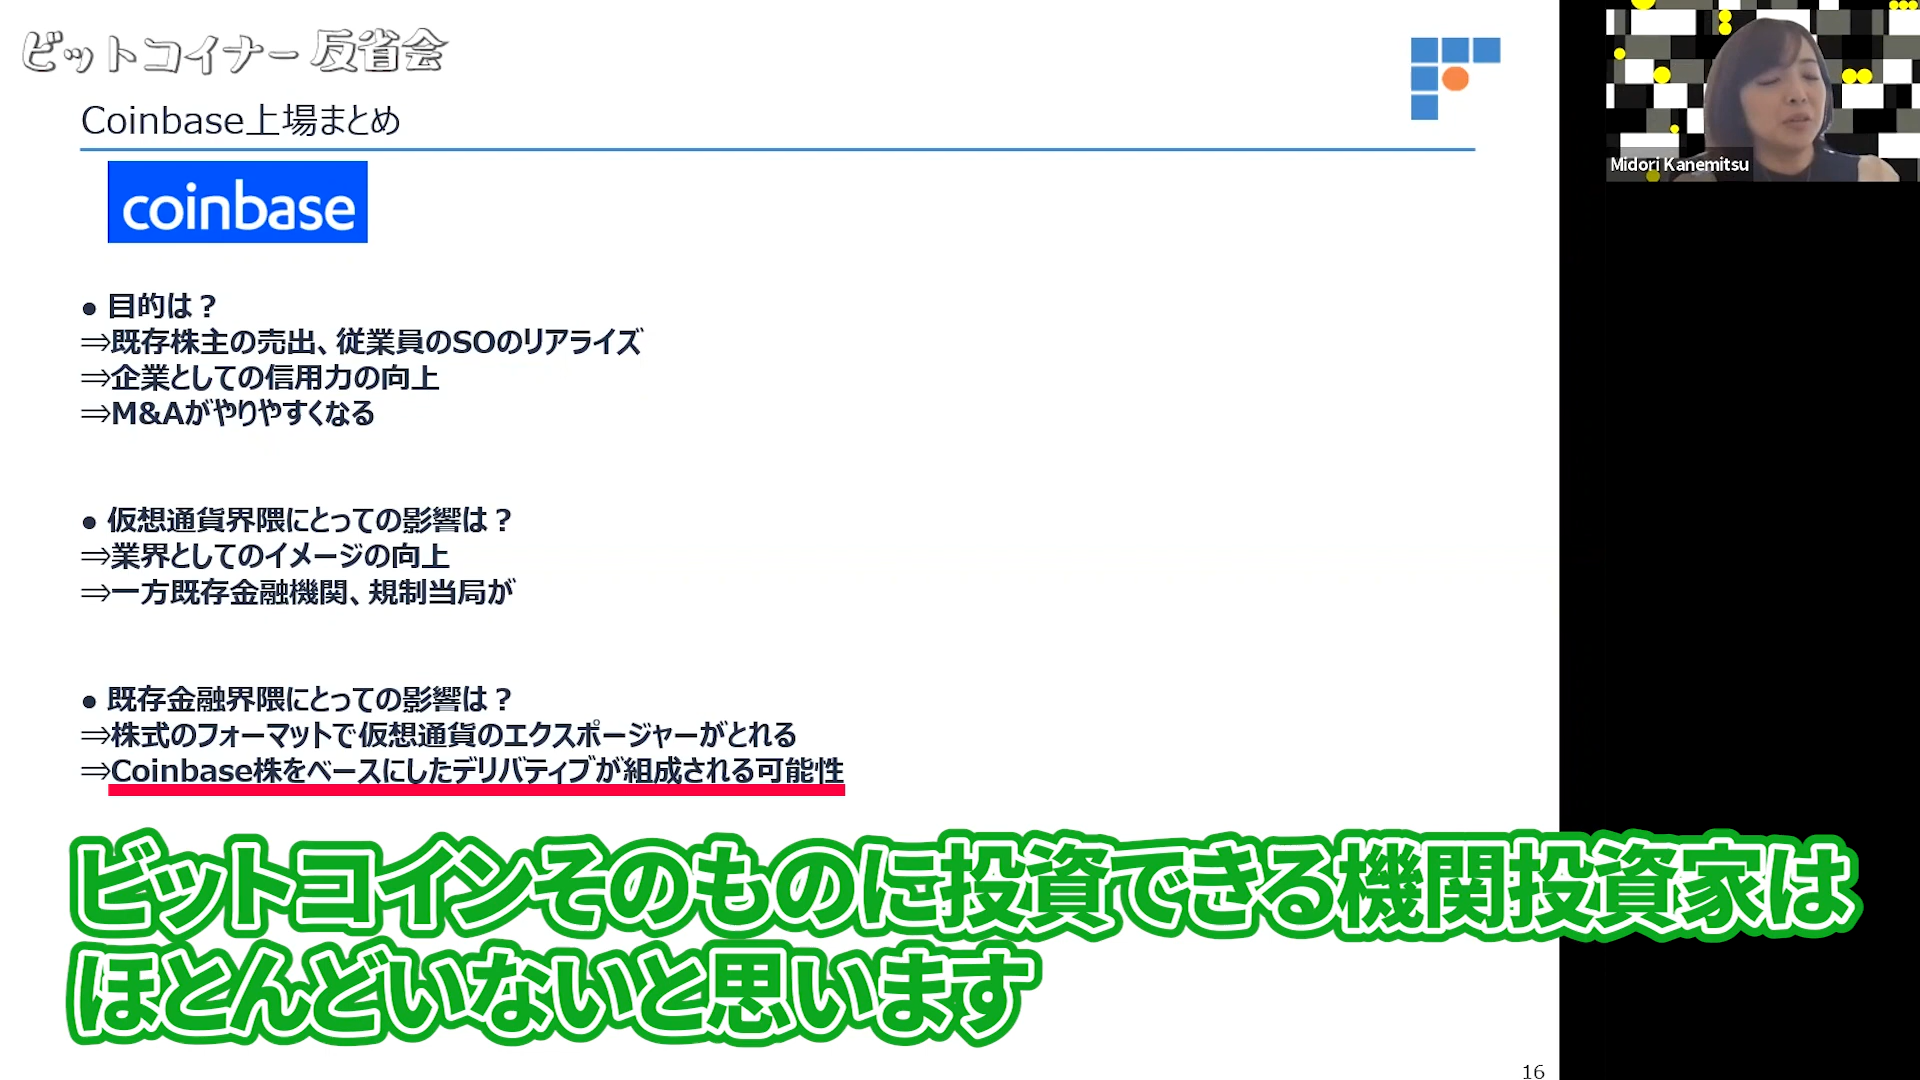 ビットコイナー反省会
Coinbase上場まとめ
coinbase
Midori Kanemitsu
● 目的は？
⇒既存株主の売出、従業員のSOのリアライズ
⇒企業としての信用力の向上
⇒M&Aがやりやすくなる
● 仮想通貨界隈にとっての影響は？
⇒業界としてのイメージの向上
⇒一方既存金融機関、規制当局が
● 既存金融界隈にとっての影響は？
⇒株式のフォーマットで仮想通貨のエクスポージャーがとれる
⇒Coinbase株をベースにしたデリバティブが組成される可能性
ビットコインそのものに投資できる機関投資家は
ほとんどいないと思います
16